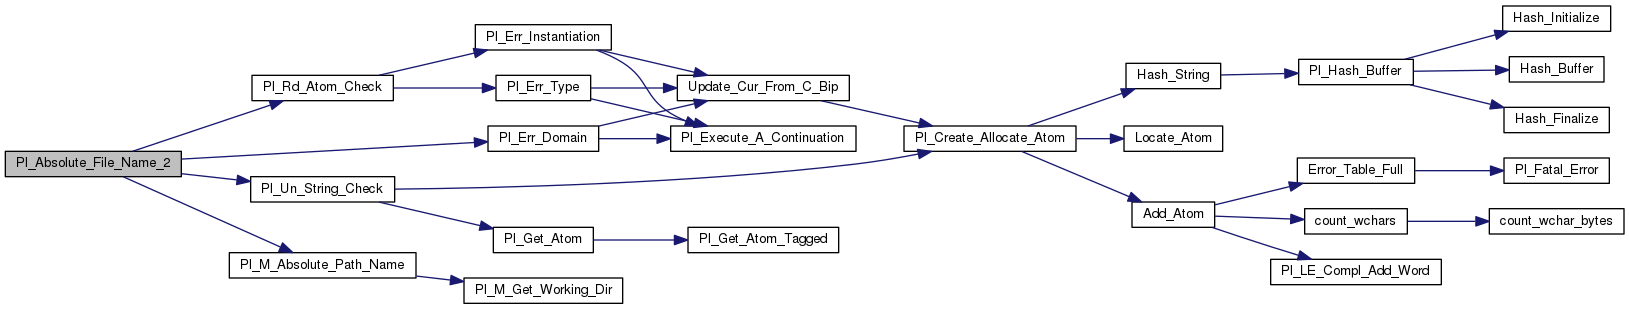 Pl_Absolute_File_Name_2
Pl_Rd_Atom_Check
Pl_Un_String_Check
Pl_M_Absolute_Path_Name
Pl_Err_Instantiation
Pl_Err_Type
Pl_Err_Domain
Pl_Get_Atom
Pl_M_Get_Working_Dir
Update_Cur_From_C_Bip
Pl_Execute_A_Continuation
Pl_Get_Atom_Tagged
Pl_Create_Allocate_Atom
Hash_String
Locate_Atom
Add_Atom
Pl_Hash_Buffer
Error_Table_Full
count_wchars
Pl_LE_Compl_Add_Word
Hash_Initialize
Hash_Buffer
Hash_Finalize
Pl_Fatal_Error
count_wchar_bytes